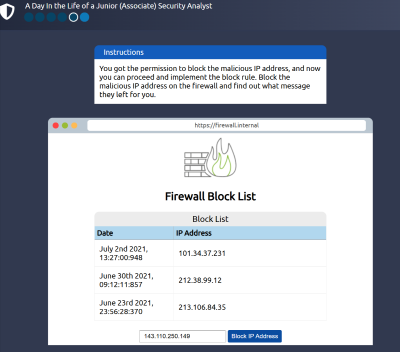 A Day In the Life of a Junior (Associate) Security Analyst
Instructions
You got the permission to block the malicious IP address, and now
you can proceed and implement the block rule. Block the
malicious IP address on the firewall and find out what message
they left for you.
https://firewall.internal
Firewall Block List
Block List
Date IP Address
July 2nd 2021,
13:27:00:948 101.34.37.231
June 30th 2021,
09:12:11:857 212.38.99.12
June 23rd 2021,
23:56:28:370 213.106.84.35
143.110.250.149 Block IP Address